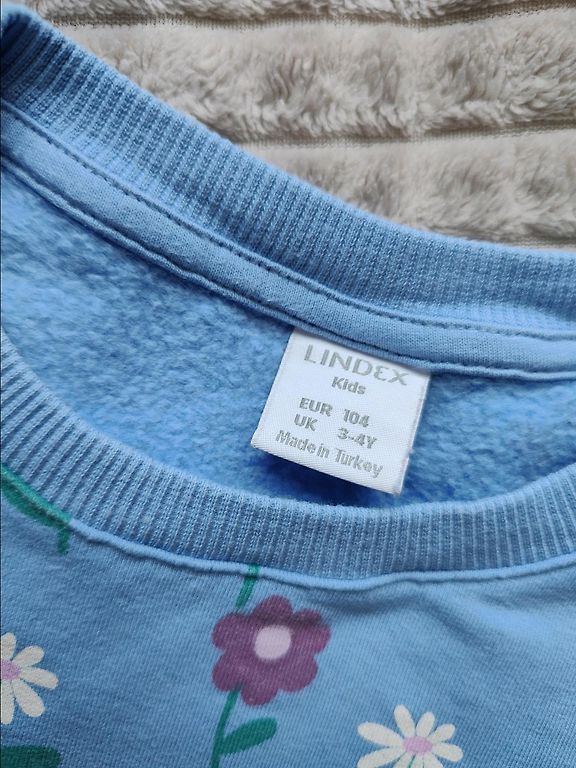 LINDEX
Kids
EUR 104
UK 3-4Y
Made in Turkey